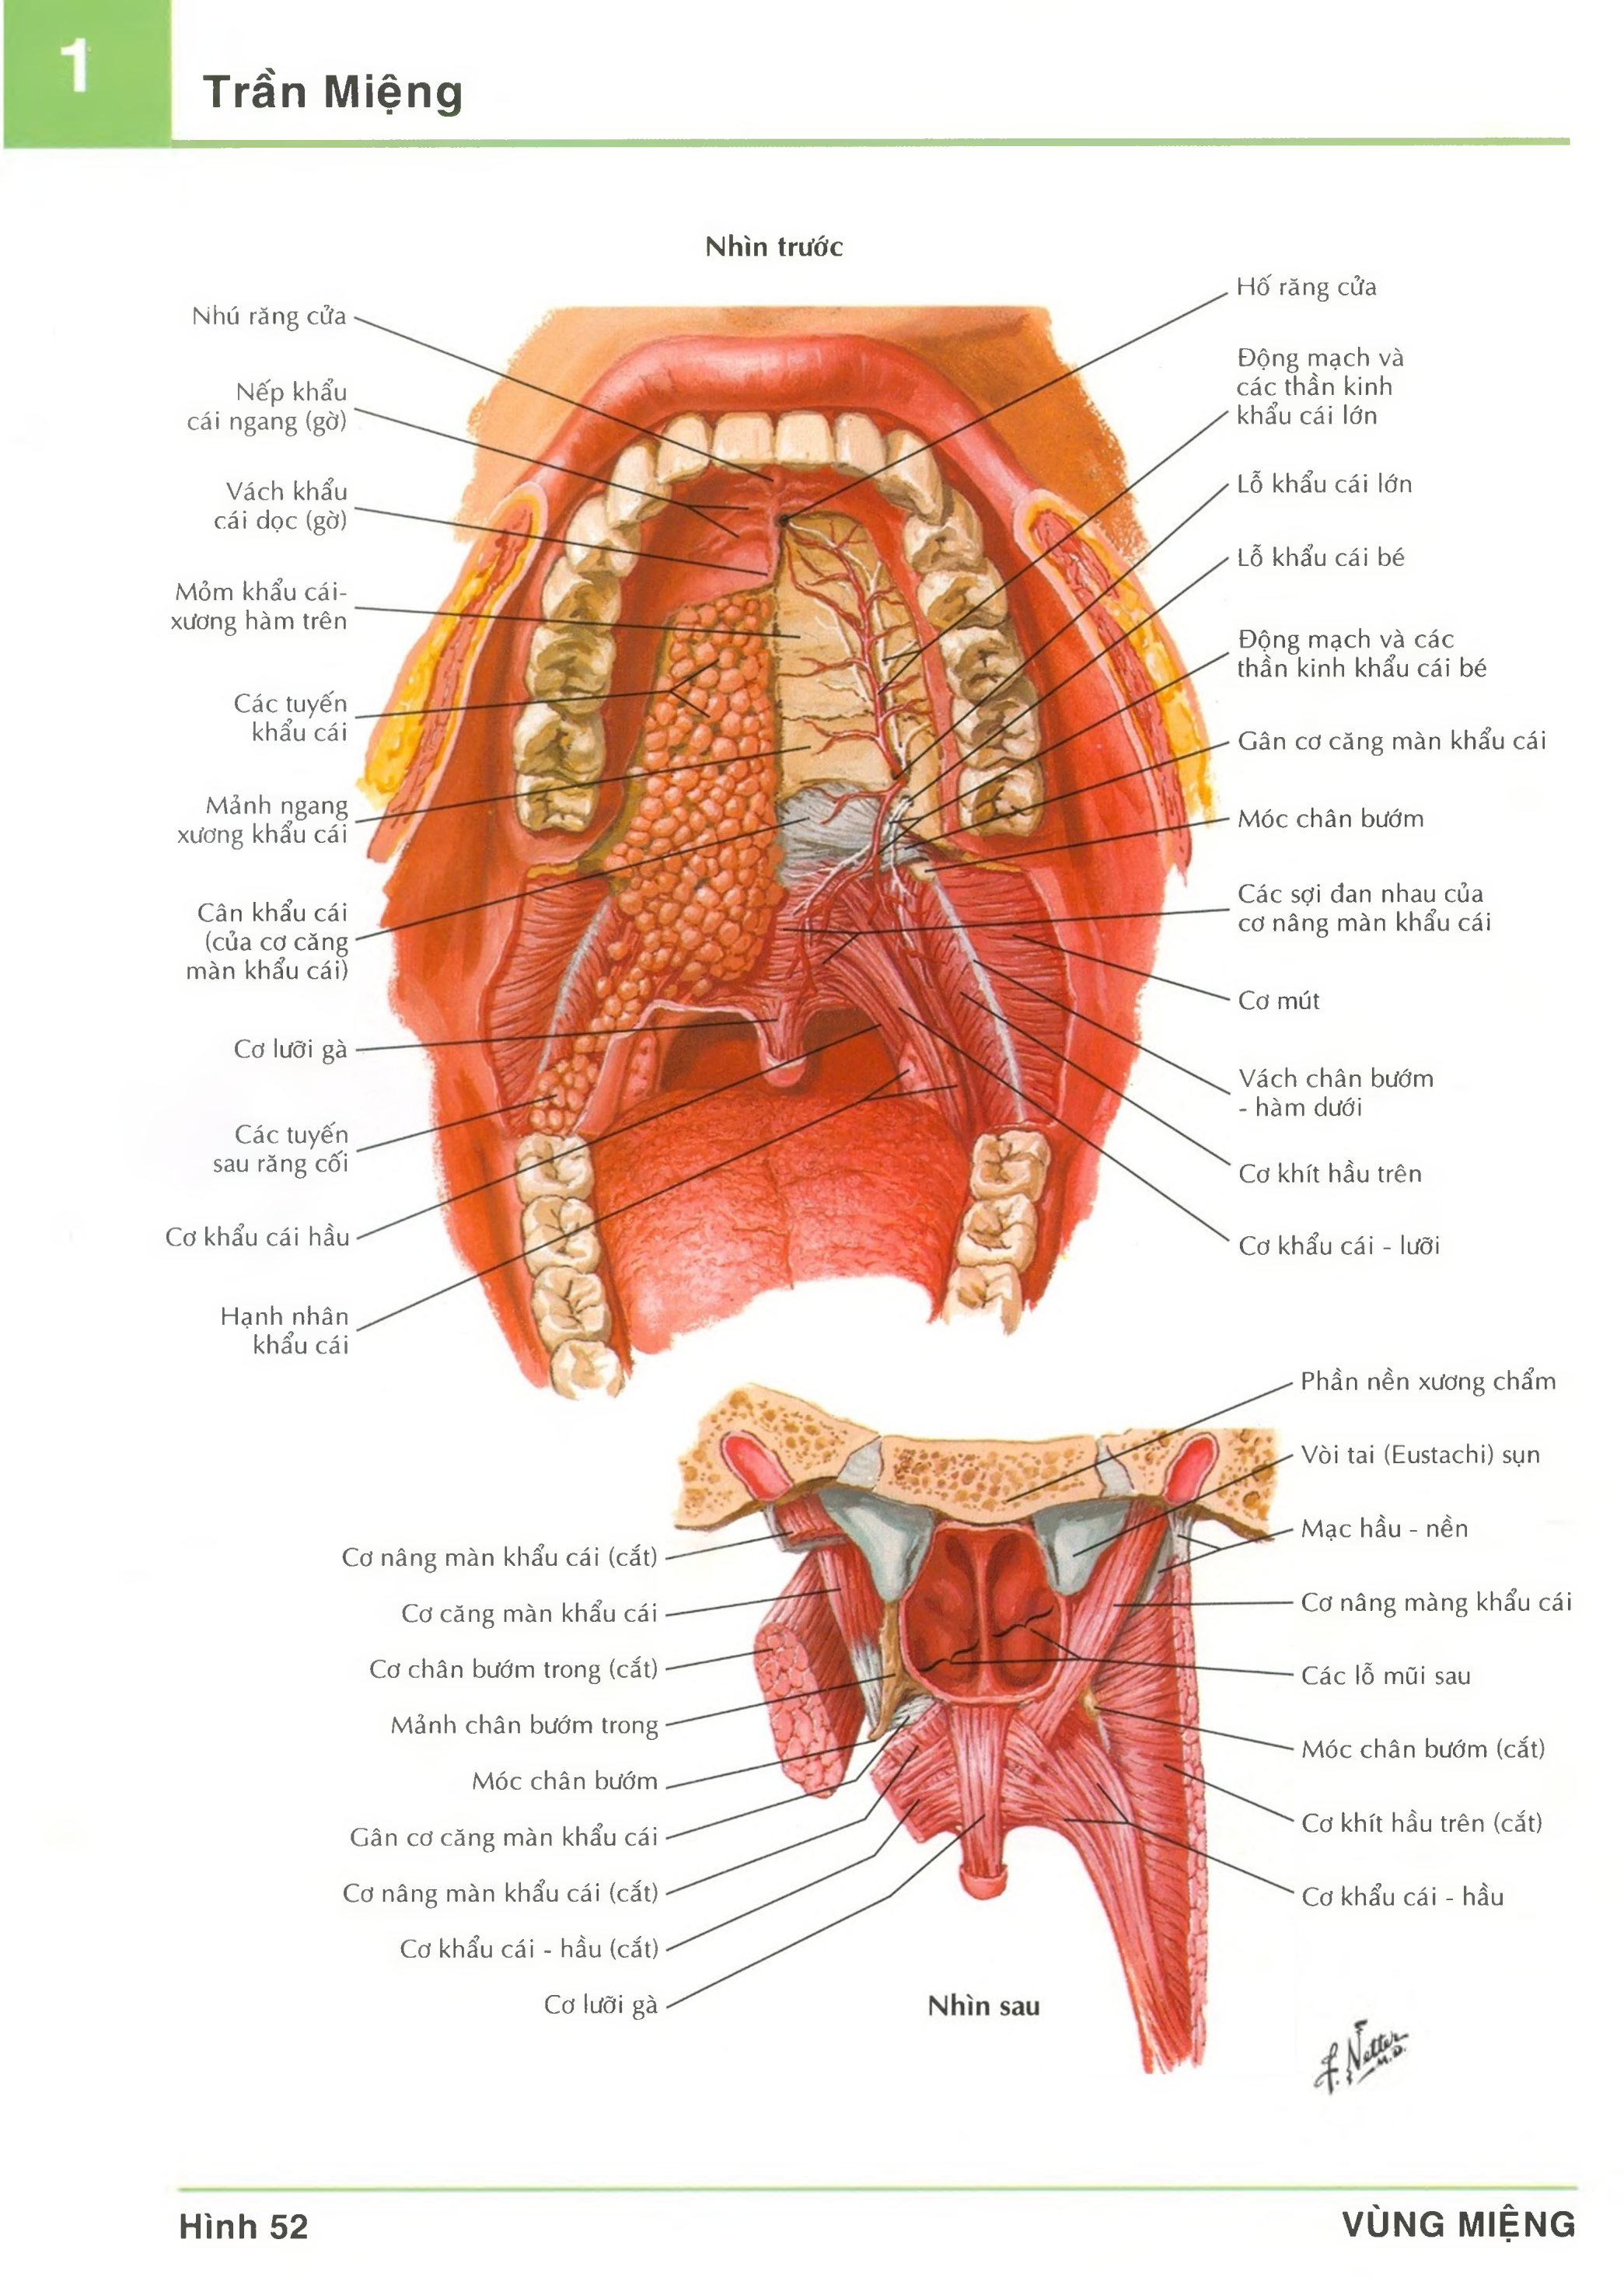 1
Trần Miệng
Nhìn trước
Nhú răng cửa
Nếp khẩu
cái ngang (gờ)
Vách khẩu
cái dọc (gờ)
Mỏm khẩu cái-
xương hàm trên
Các tuyến
khẩu cái
Mảnh ngang
xương khẩu cái
Cân khẩu cái
(của cơ căng
màn khẩu cái)
Cơ lưỡi gà
Các tuyến
sau răng cối
Cơ khẩu cái hầu
Hạnh nhân
khẩu cái
Hố răng cửa
Động mạch và
các thần kinh
khẩu cái lớn
Lỗ khẩu cái lớn
Lỗ khẩu cái bé
Động mạch và các
thần kinh khẩu cái bé
Gân cơ căng màn khẩu cái
Móc chân bướm
Các sợi đan nhau của
cơ nâng màn khẩu cái
Cơ mút
Vách chân bướm
- hàm dưới
Cơ khít hầu trên
Cơ khẩu cái - lưỡi
Cơ nâng màn khẩu cái (cắt)
Cơ căng màn khẩu cái
Cơ chân bướm trong (cắt)
Mảnh chân bướm trong
Móc chân bướm
Gân cơ căng màn khẩu cái
Cơ nâng màn khẩu cái (cắt)
Cơ khẩu cái - hầu (cắt)
Cơ lưỡi gà
Phần nền xương chẩm
Vòi tai (Eustachi) sụn
Mạc hầu - nền
Cơ nâng màng khẩu cái
Các lỗ mũi sau
Móc chân bướm (cắt)
Cơ khít hầu trên (cắt)
Cơ khẩu cái - hầu
Nhìn sau
F. Netter
M.D.
Hình 52
VÙNG MIỆNG